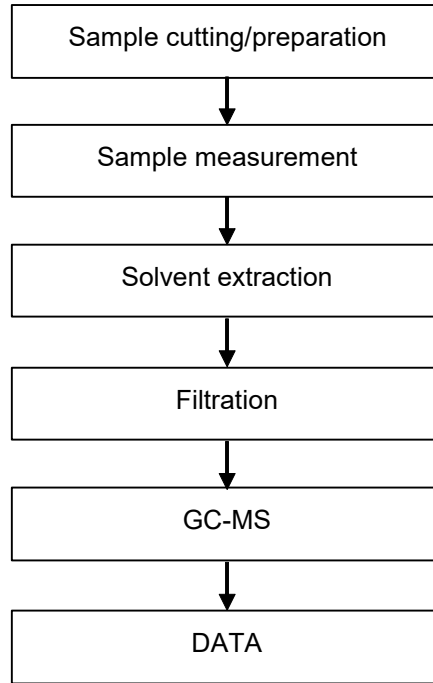 Sample cutting/preparation
Sample measurement
Solvent extraction
Filtration
GC-MS
DATA